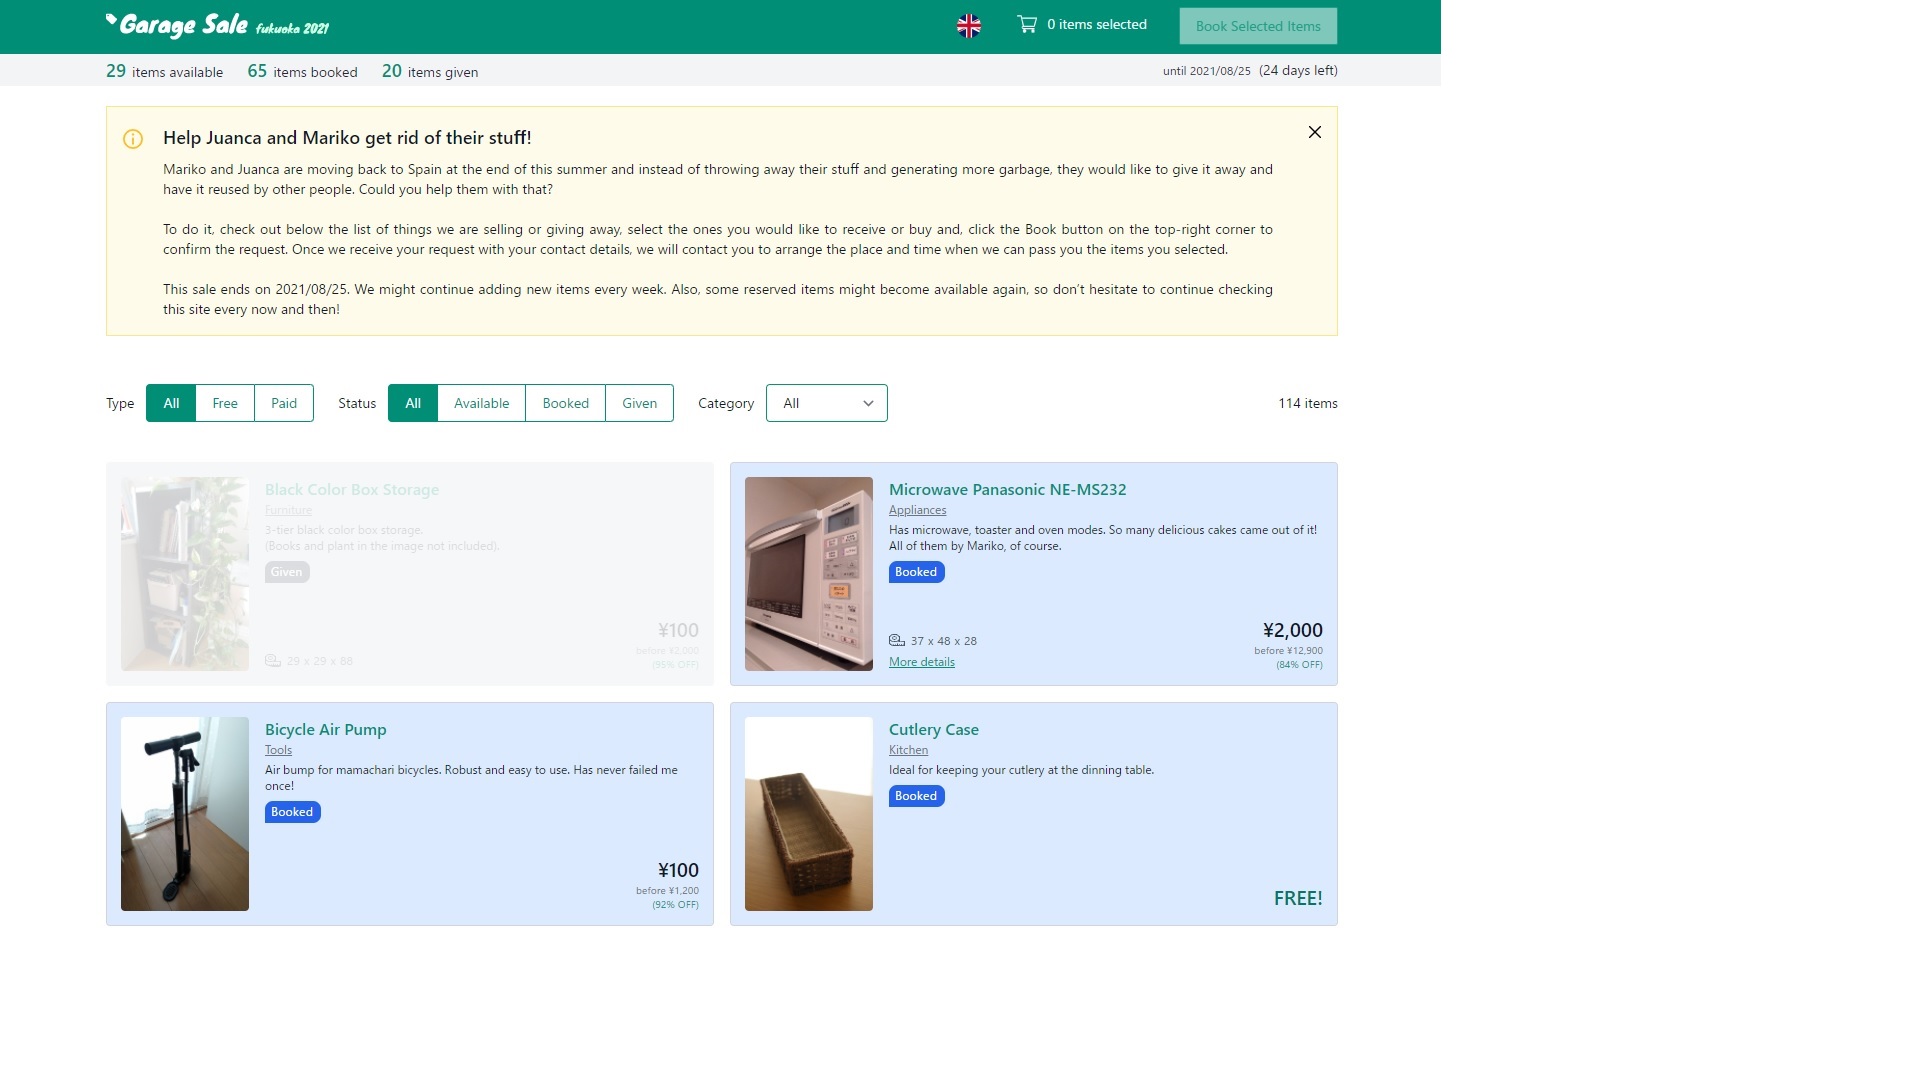 Garage Sale fukuoka 2021
0 items selected
Book Selected Items
29 items available 65 items booked 20 items given
until 2021/08/25 (24 days left)
Help Juanca and Mariko get rid of their stuff!
Mariko and Juanca are moving back to Spain at the end of this summer and instead of throwing away their stuff and generating more garbage, they would like to give it away and
have it reused by other people. Could you help them with that?
To do it, check out below the list of things we are selling or giving away, select the ones you would like to receive or buy and, click the Book button on the top-right corner to
confirm the request. Once we receive your request with your contact details, we will contact you to arrange the place and time when we can pass you the items you selected.
This sale ends on 2021/08/25. We might continue adding new items every week. Also, some reserved items might become available again, so don't hesitate to continue checking
this site every now and then!
Type All Free Paid Status All Available Booked Given Category All 114 items
Black Color Box Storage
Furniture
3-tier black color box storage.
(Books and plant in the image not included).
Given
¥100
before ¥2,000
(95% OFF)
29 x 29 x 88
Microwave Panasonic NE-MS232
Appliances
Has microwave, toaster and oven modes. So many delicious cakes came out of it!
All of them by Mariko, of course.
Booked
37 x 48 x 28
More details
¥2,000
before ¥12,900
(84% OFF)
Bicycle Air Pump
Tools
Air bump for mamachari bicycles. Robust and easy to use. Has never failed me
once!
Booked
¥100
before ¥1,200
(92% OFF)
Cutlery Case
Kitchen
Ideal for keeping your cutlery at the dinning table.
Booked
FREE!